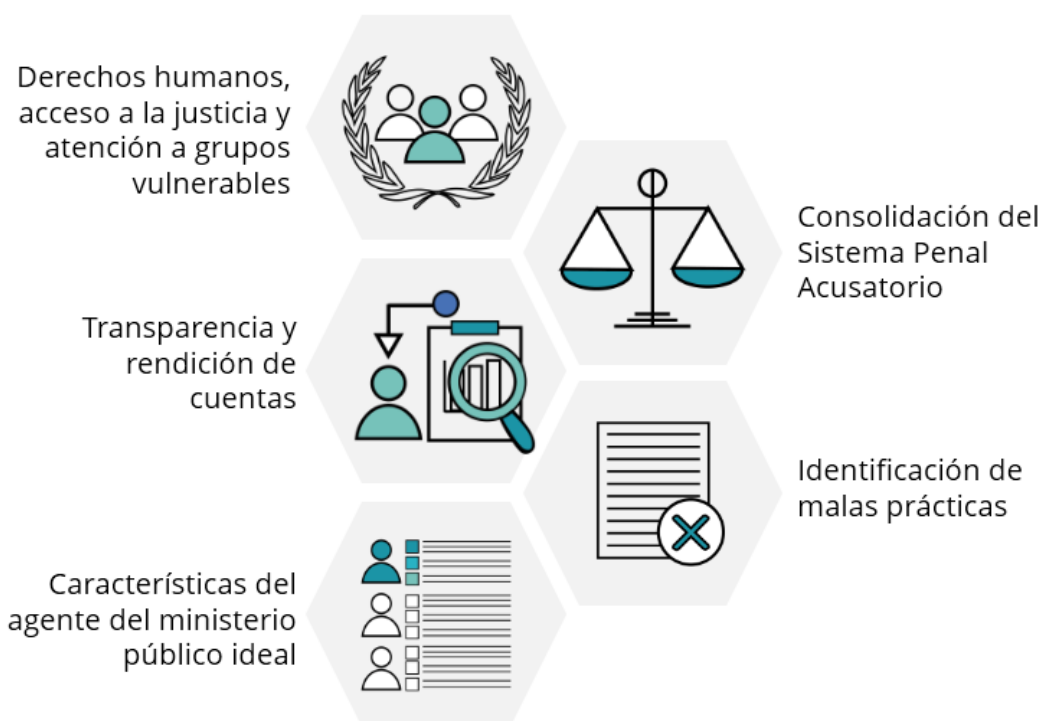 Derechos humanos,
acceso a la justicia y
atención a grupos
vulnerables
Consolidación del
Sistema Penal
Acusatorio
Transparencia y
rendición de
cuentas
Identificación de
malas prácticas
Características del
agente del ministerio
público ideal